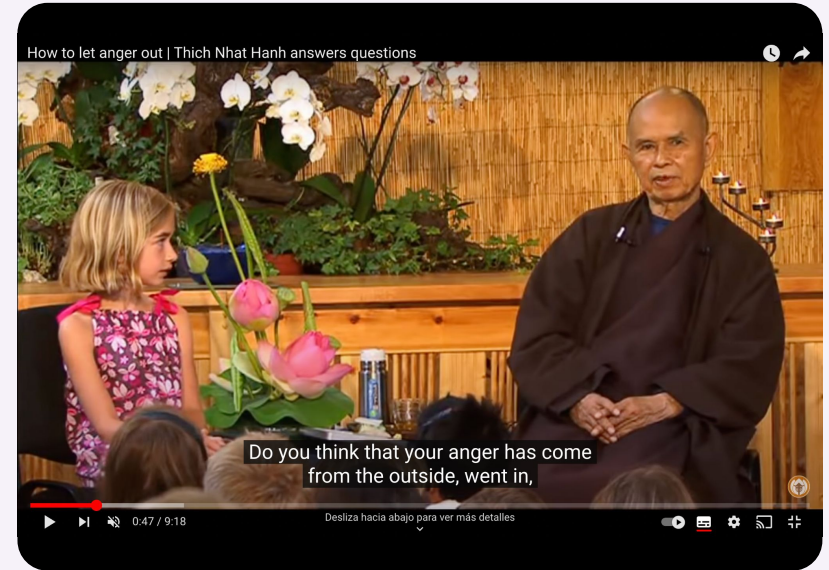 How to let anger out | Thich Nhat Hanh answers questions
Do you think that your anger has come
from the outside, went in,
0:47 / 9:18
Desliza hacia abajo para ver más detalles